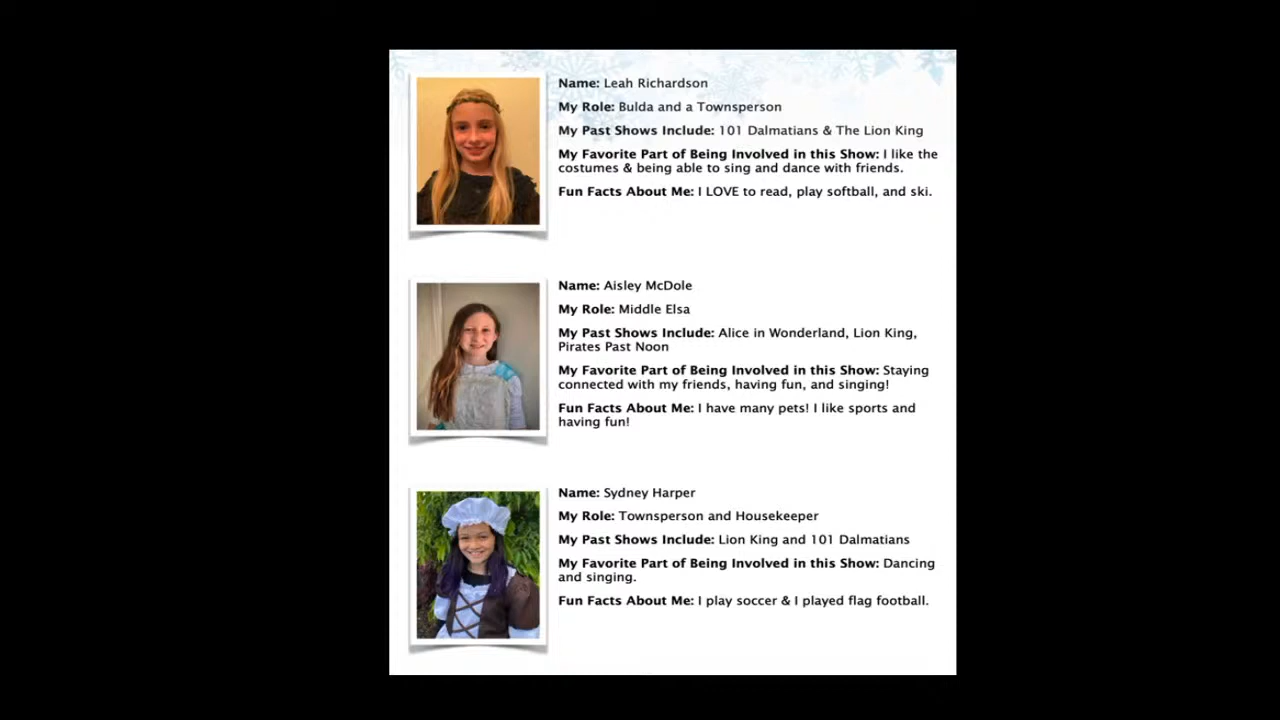 Name: Leah Richardson
My Role: Bulda and a Townsperson
My Past Shows Include: 101 Dalmatians & The Lion King
My Favorite Part of Being Involved in this Show: I like the
costumes & being able to sing and dance with friends.
Fun Facts About Me: I LOVE to read, play softball, and ski.
Name: Aisley McDole
My Role: Middle Elsa
My Past Shows Include: Alice in Wonderland, Lion King,
Pirates Past Noon
My Favorite Part of Being Involved in this Show: Staying
connected with my friends, having fun, and singing!
Fun Facts About Me: I have many pets! I like sports and
having fun!
Name: Sydney Harper
My Role: Townsperson and Housekeeper
My Past Shows Include: Lion King and 101 Dalmatians
My Favorite Part of Being Involved in this Show: Dancing
and singing.
Fun Facts About Me: I play soccer & I played flag football.